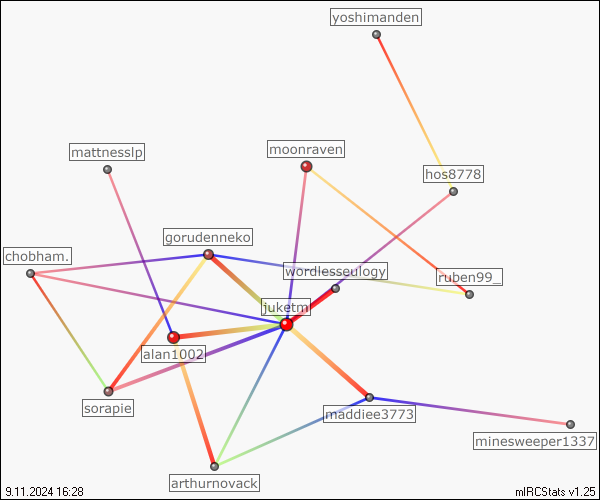 yoshimanden
mattnesslp
moonraven
hos8778
gorudenneko
chobham.
wordlesseulogy
ruben99_
juketm
alan1002
sorapie
maddiee3773
minesweeper1337
arthurnovack
9.11.2024 16:28
mIRCStats v1.25